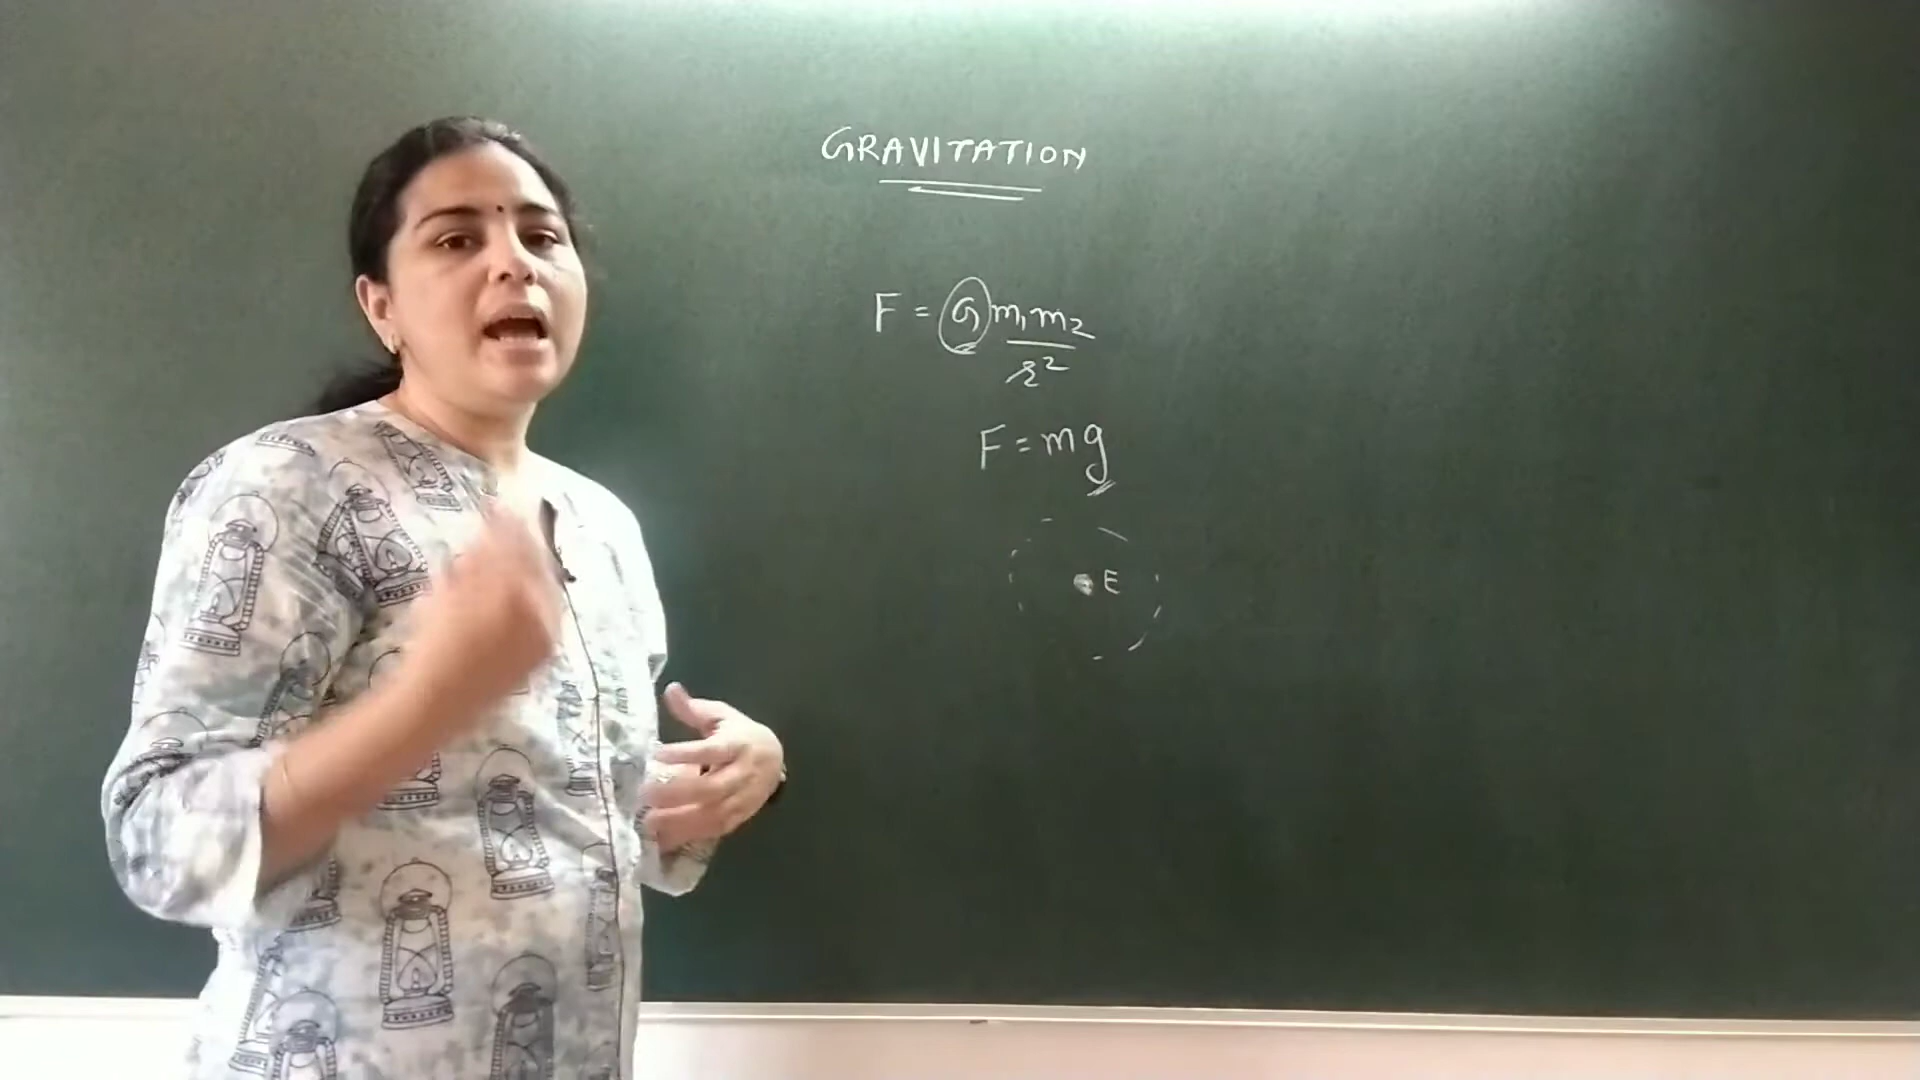 GRAVITATION
F = G m₁m₂
r²
F = mg
E